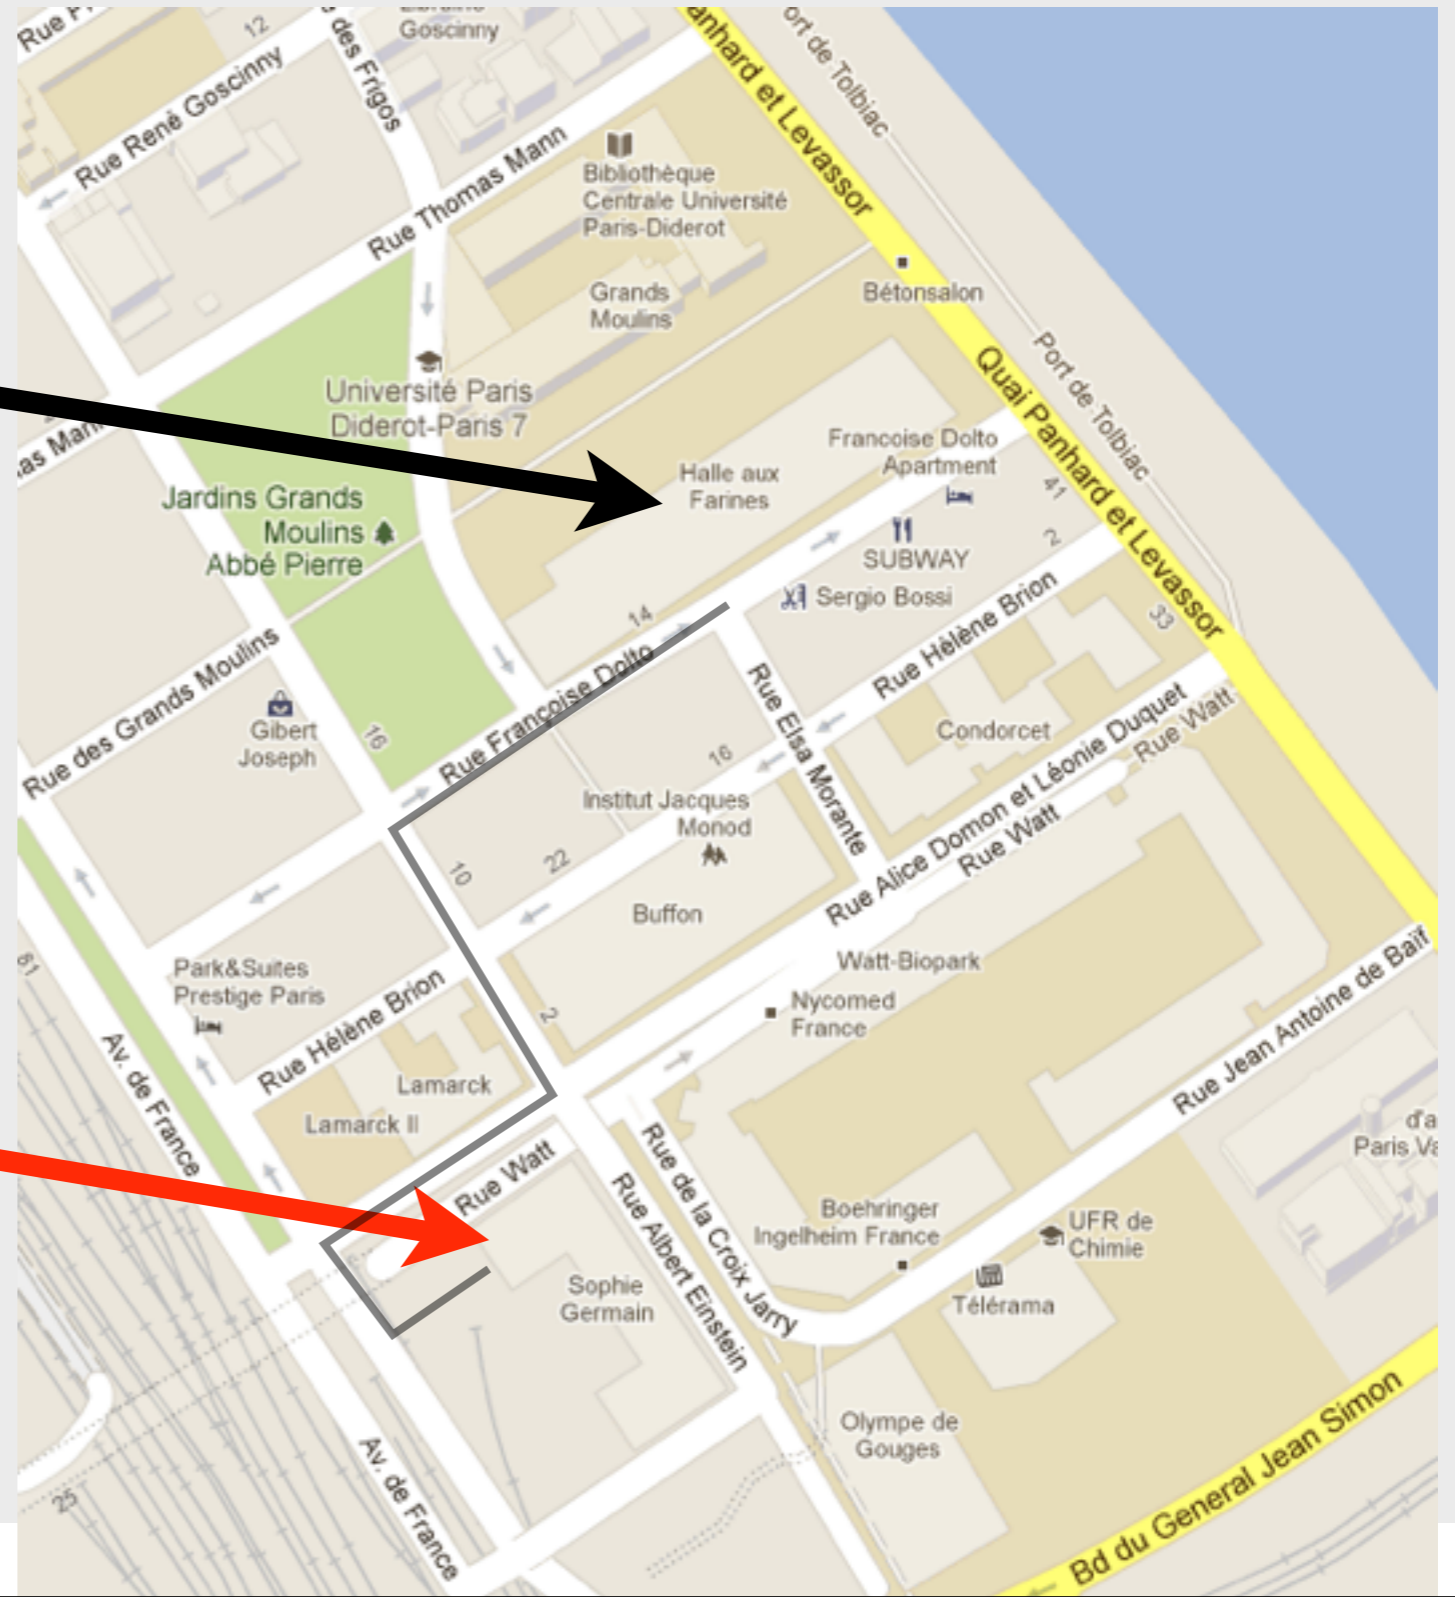 12
Goscinny
des Frigos
Rue René Goscinny
Rue Thomas Mann
Panhard et Levassor
Port de Tolbiac
Bibliothèque
Centrale Université
Paris-Diderot
Grands
Moulins
Bétonsalon
Quai Panhard et Levassor
Port de Tolbiac
Université Paris
Diderot-Paris 7
Jardins Grands
Moulins
Abbé Pierre
Halle aux
Farines
Francoise Dolto
Apartment
41
SUBWAY
2
Sergio Bossi
14
33
Rue Hélène Brion
Rue des Grands Moulins
Gibert
Joseph
16
Rue Françoise Dolto
Rue Elsa Morante
Condorcet
Rue Watt
16
Institut Jacques
Monod
Rue Alice Domon et Léonie Duquet
Rue Watt
10
22
Buffon
Watt-Biopark
61
Park&Suites
Prestige Paris
Rue Hélène Brion
2
Nycomed
France
Rue Jean Antoine de Baïf
Av. de France
Lamarck
Lamarck II
Rue Watt
Rue Albert Einstein
Rue de la Croix Jarry
d'a
Paris Va
Boehringer
Ingelheim France
UFR de
Chimie
Télérama
Sophie
Germain
Olympe de
Gouges
Av. de France
25
Bd du General Jean Simon